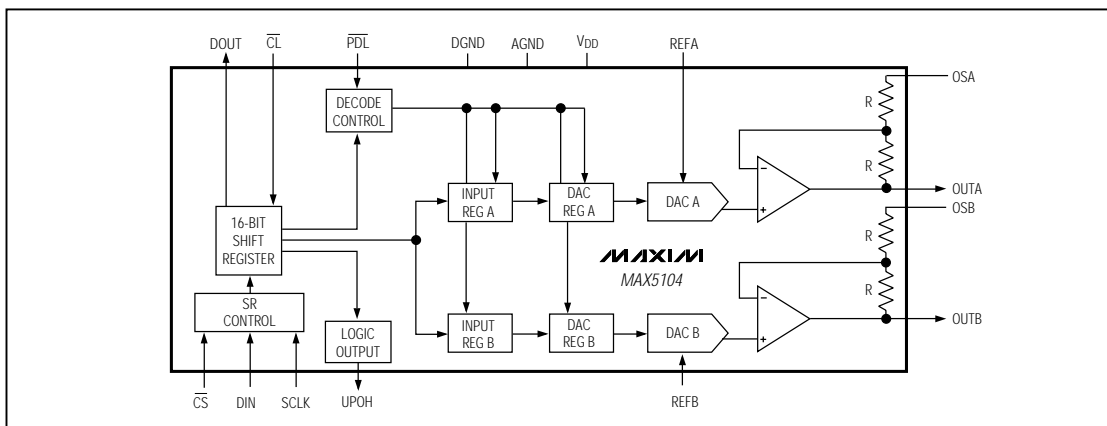 DOUT CL PDL DGND AGND VDD REFA
OSA
R
DECODE
CONTROL
R
INPUT
REG A
DAC
REG A
DAC A
−
+
OUTA
OSB
16-BIT
SHIFT
REGISTER
R
MAXIM
MAX5104
R
SR
CONTROL
LOGIC
OUTPUT
INPUT
REG B
DAC
REG B
DAC B
−
+
OUTB
CS DIN SCLK UPOH REFB